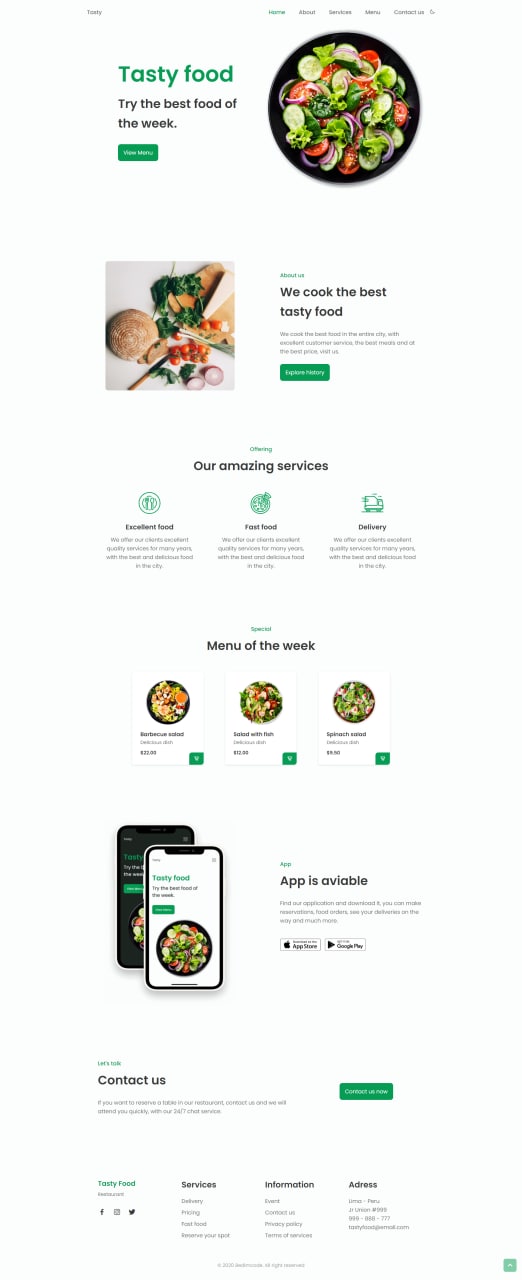 Tasty
Home About Services Menu Contact us
Tasty food
Try the best food of
the week.
View Menu
About us
We cook the best
tasty food
We cook the best food in the entire city, with
excellent customer service, the best meals and at
the best price, visit us.
Explore history
Offering
Our amazing services
Excellent food
We offer our clients excellent
quality services for many years,
with the best and delicious food
in the city.
Fast food
We offer our clients excellent
quality services for many years,
with the best and delicious food
in the city.
Delivery
We offer our clients excellent
quality services for many years,
with the best and delicious food
in the city.
Special
Menu of the week
Barbecue salad
Delicious dish
$22.00
Salad with fish
Delicious dish
$12.00
Spinach salad
Delicious dish
$9.50
Tasty
Tasty
Try the
Tasty
Tasty food
Try the best food of
the week.
View Menu
App
App is aviable
Find our application and download it, you can make
reservations, food orders, see your deliveries on the
way and much more.
Download on the
App Store
GET IT ON
Google Play
Let's talk
Contact us
If you want to reserve a table in our restaurant, contact us and we will
attend you quickly, with our 24/7 chat service.
Contact us now
Tasty Food
Restaurant
Services
Delivery
Pricing
Fast food
Reserve your spot
Information
Event
Contact us
Privacy policy
Terms of services
Adress
Lima - Peru
Jr Union #999
999 - 888 - 777
tastyfood@email.com
© 2020 Bedimcode. All right reserved